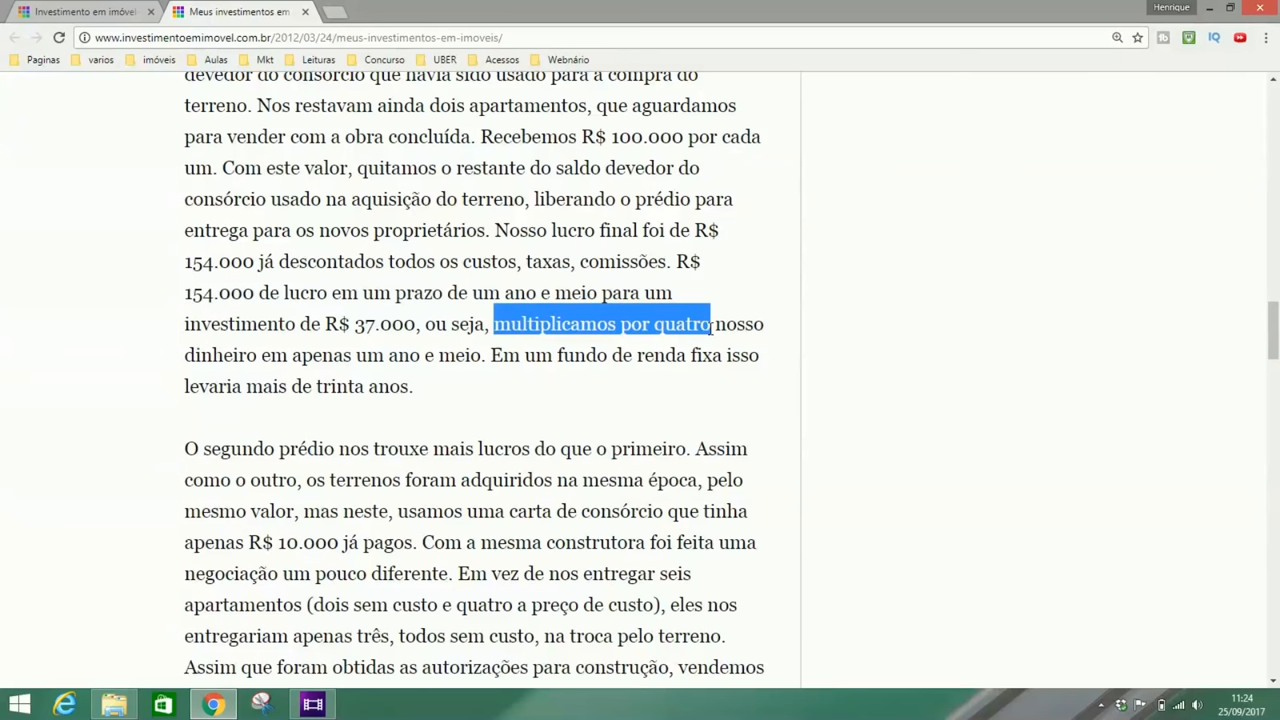 Investimento em imóvel
Meus investimentos em
Henrique
www.investimentoemimovel.com.br/2012/03/24/meus-investimentos-em-imoveis/
Paginas
varios
imóveis
Aulas
Mkt
Leituras
Concurso
UBER
Acessos
Webnário
devedor do consórcio que havia sido usado para a compra do
terreno. Nos restavam ainda dois apartamentos, que aguardamos
para vender com a obra concluída. Recebemos R$ 100.000 por cada
um. Com este valor, quitamos o restante do saldo devedor do
consórcio usado na aquisição do terreno, liberando o prédio para
entrega para os novos proprietários. Nosso lucro final foi de R$
154.000 já descontados todos os custos, taxas, comissões. R$
154.000 de lucro em um prazo de um ano e meio para um
investimento de R$ 37.000, ou seja, multiplicamos por quatro nosso
dinheiro em apenas um ano e meio. Em um fundo de renda fixa isso
levaria mais de trinta anos.
O segundo prédio nos trouxe mais lucros do que o primeiro. Assim
como o outro, os terrenos foram adquiridos na mesma época, pelo
mesmo valor, mas neste, usamos uma carta de consórcio que tinha
apenas R$ 10.000 já pagos. Com a mesma construtora foi feita uma
negociação um pouco diferente. Em vez de nos entregar seis
apartamentos (dois sem custo e quatro a preço de custo), eles nos
entregariam apenas três, todos sem custo, na troca pelo terreno.
Assim que foram obtidas as autorizações para construção, vendemos
11:24
25/09/2017